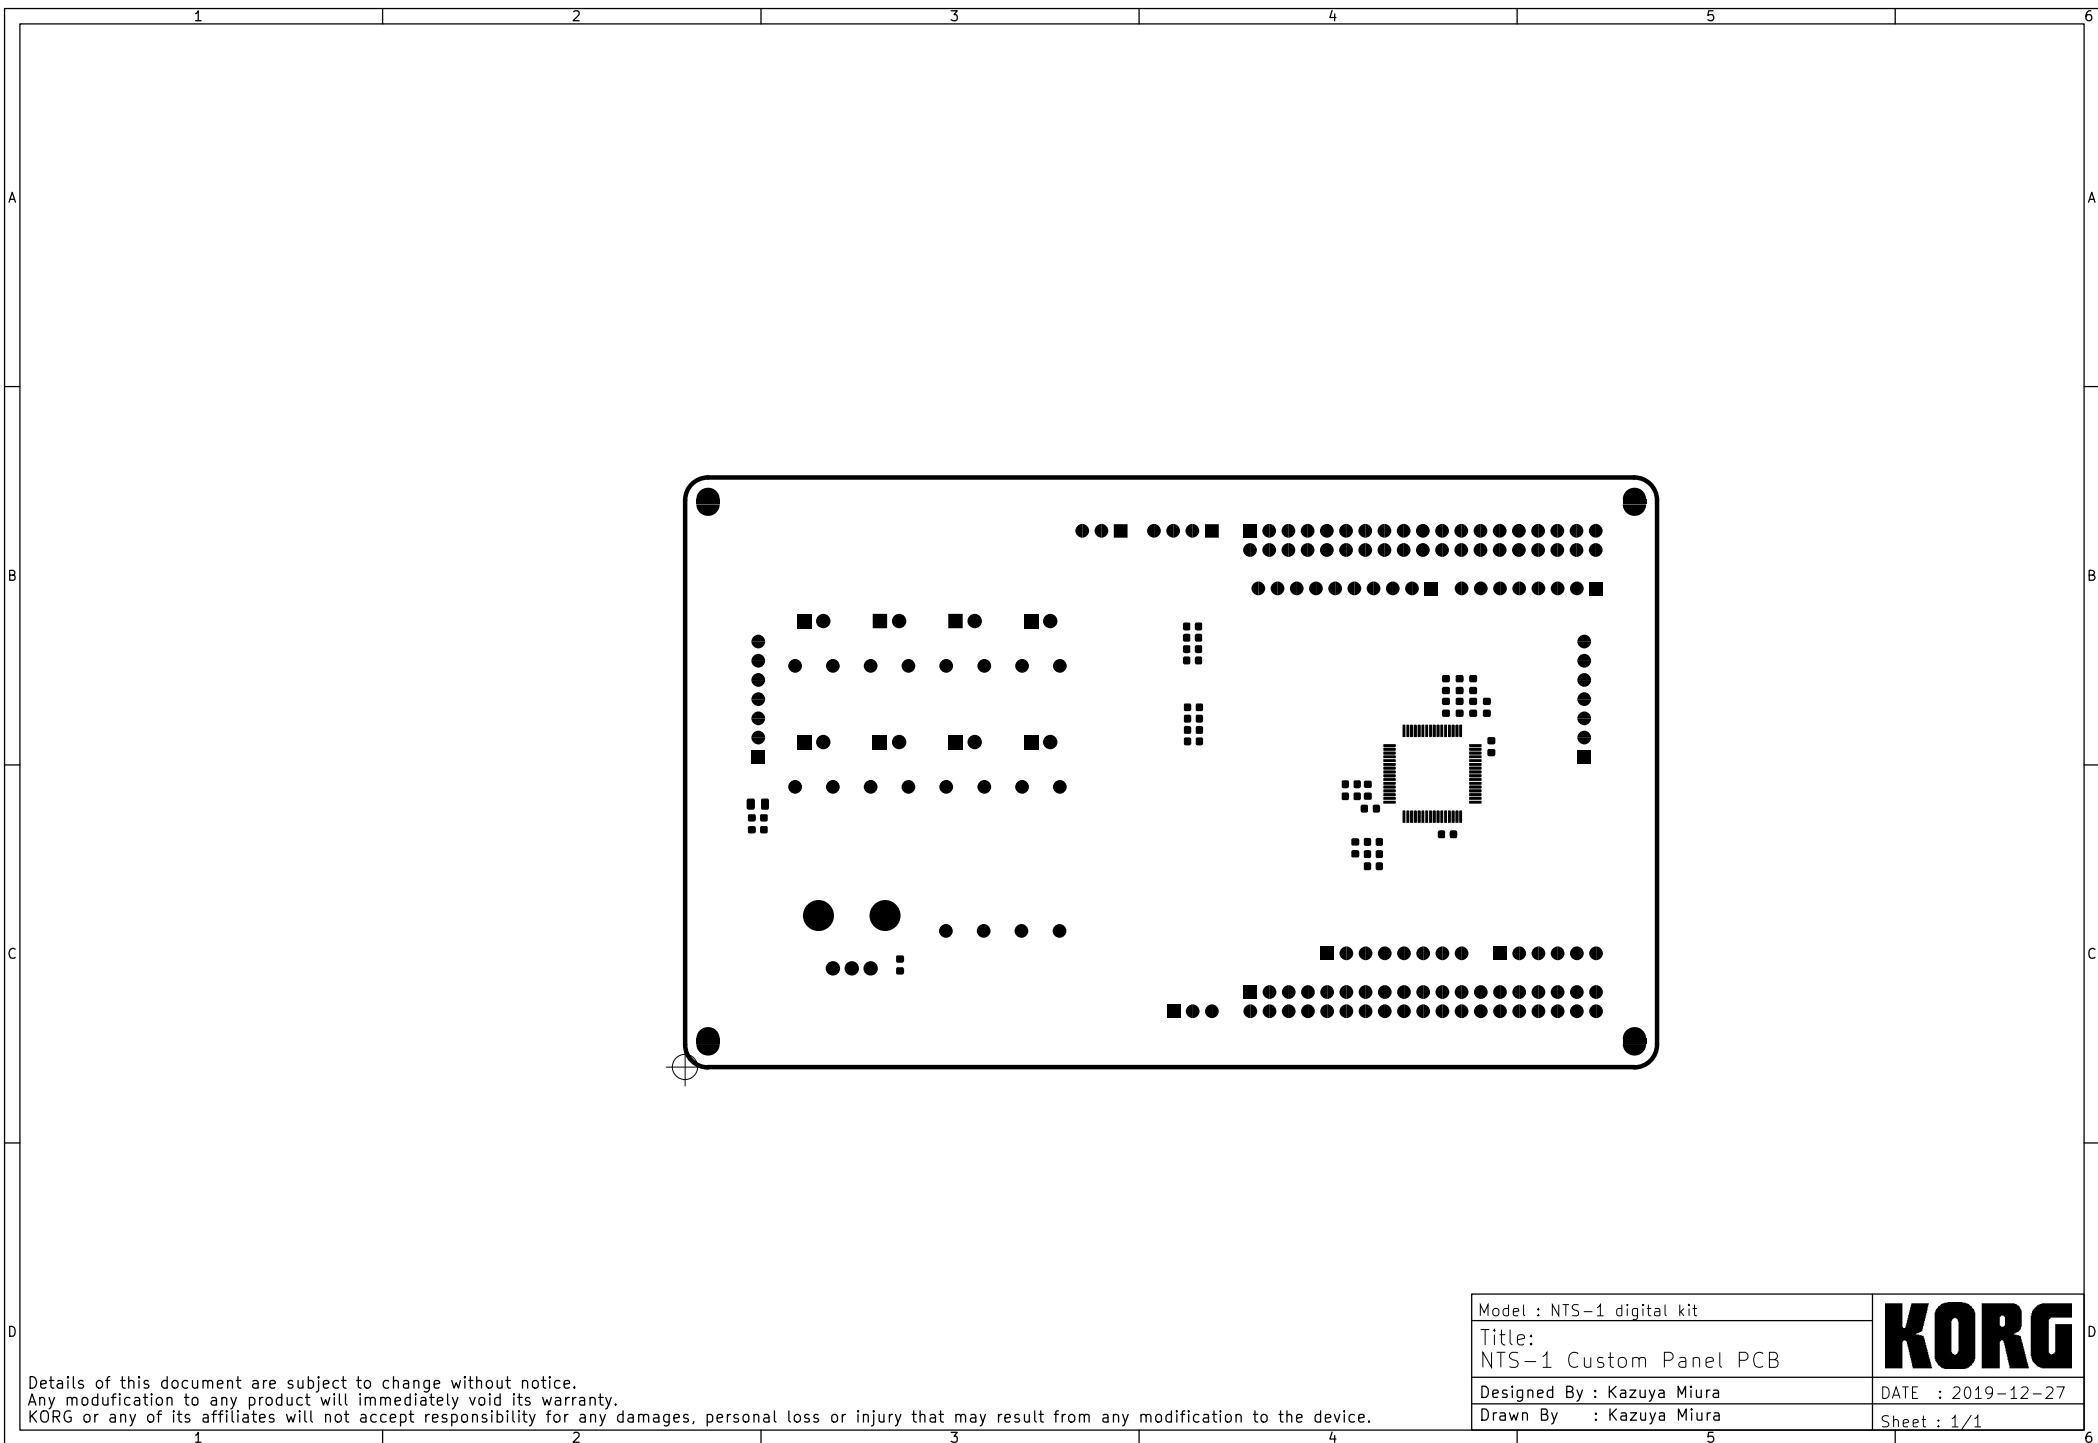 1 2 3 4 5 6
A A
B B
C C
D D
Model : NTS-1 digital kit
Title:
NTS-1 Custom Panel PCB
KORG
Designed By : Kazuya Miura
DATE : 2019-12-27
Drawn By : Kazuya Miura
Sheet : 1/1
Details of this document are subject to change without notice.
Any modufication to any product will immediately void its warranty.
KORG or any of its affiliates will not accept responsibility for any damages, personal loss or injury that may result from any modification to the device.
1 2 3 4 5 6